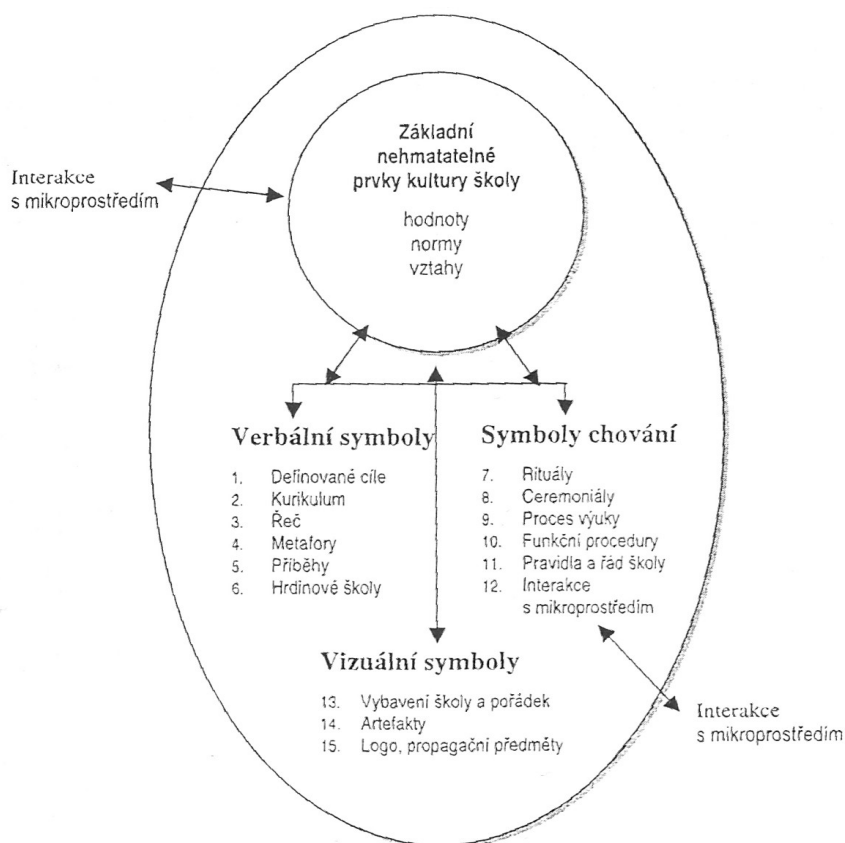 Základní
nehmatatelné
prvky kultury školy
hodnoty
normy
vztahy
Interakce
s mikroprostředím
Verbální symboly
1. Definované cíle
2. Kurikulum
3. Řeč
4. Metafory
5. Příběhy
6. Hrdinové školy
Symboly chování
7. Rituály
8. Ceremoniály
9. Proces výuky
10. Funkční procedury
11. Pravidla a řád školy
12. Interakce
s mikroprostředím
Vizuální symboly
13. Vybavení školy a pořádek
14. Artefakty
15. Logo, propagační předměty
Interakce
s mikroprostředím